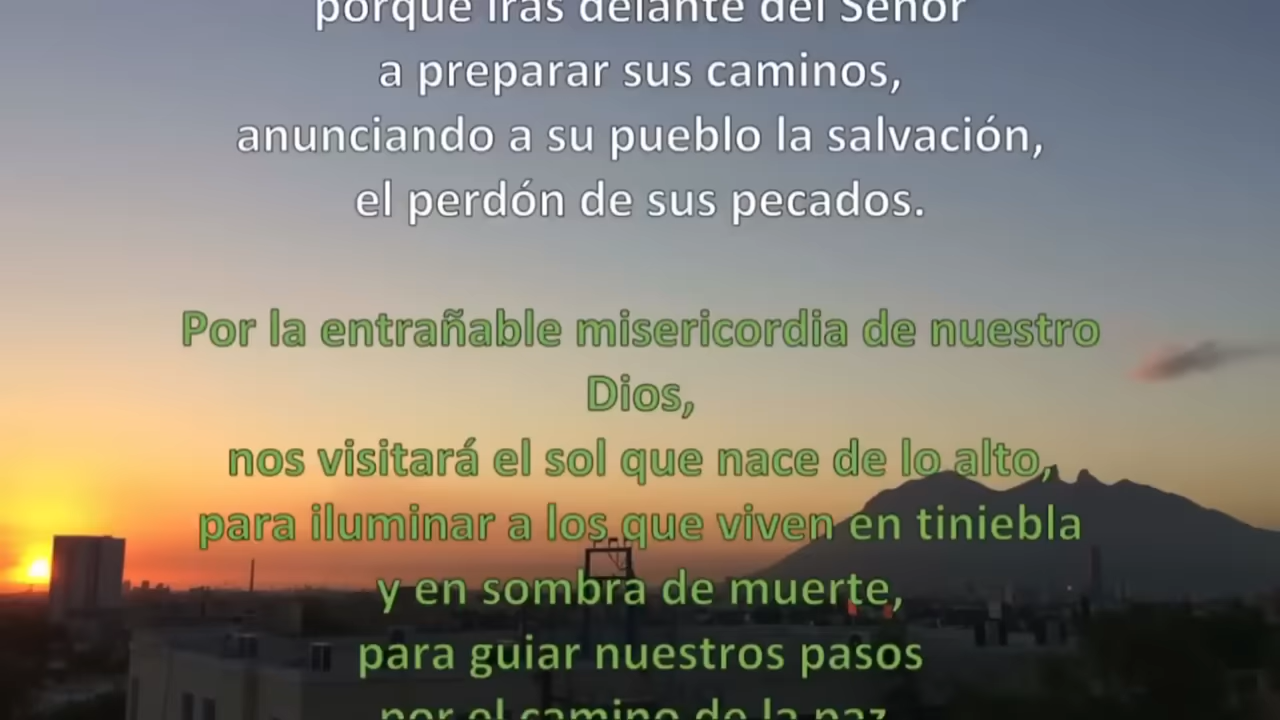 porque irás delante del Señor
a preparar sus caminos,
anunciando a su pueblo la salvación,
el perdón de sus pecados.
Por la entrañable misericordia de nuestro
Dios,
nos visitará el sol que nace de lo alto,
para iluminar a los que viven en tiniebla
y en sombra de muerte,
para guiar nuestros pasos
por el camino de la paz.